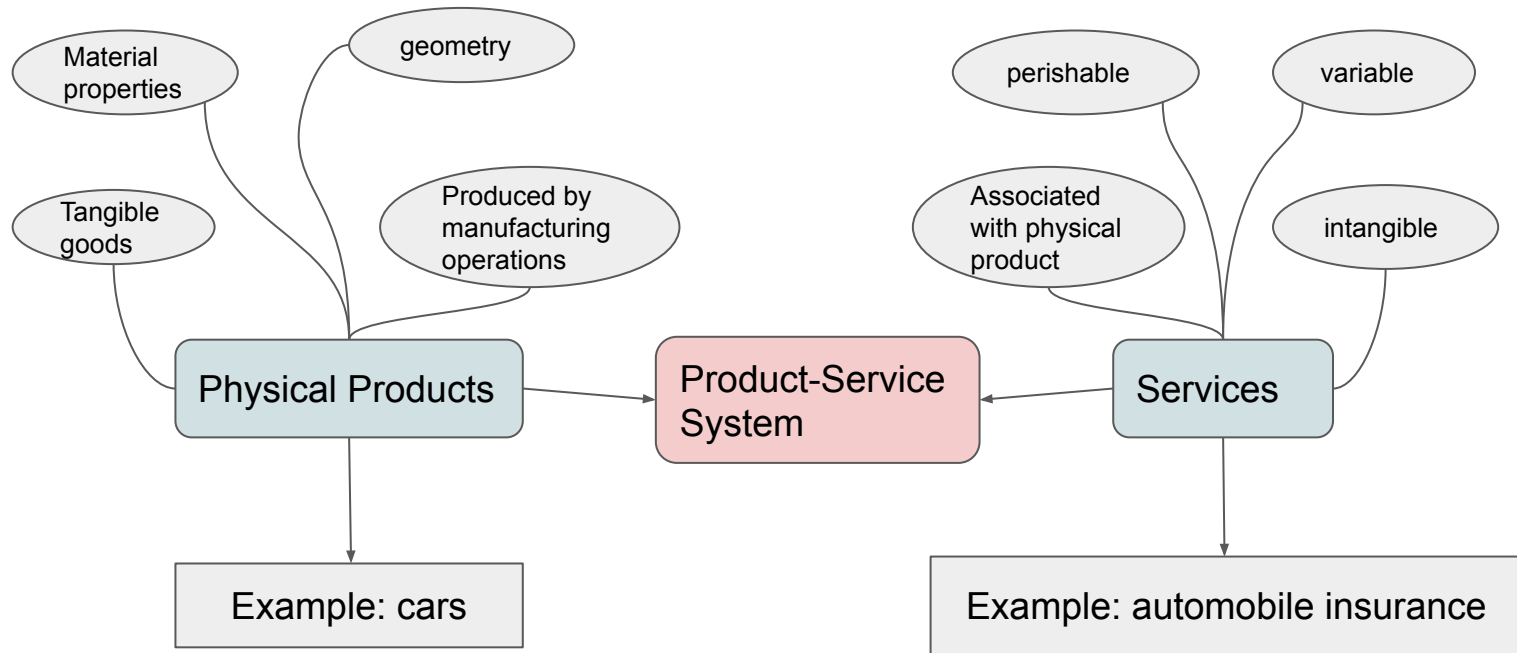 Material
properties
geometry
perishable
variable
Tangible
goods
Produced by
manufacturing
operations
Associated
with physical
product
intangible
Physical Products
Product-Service
System
Services
Example: cars
Example: automobile insurance